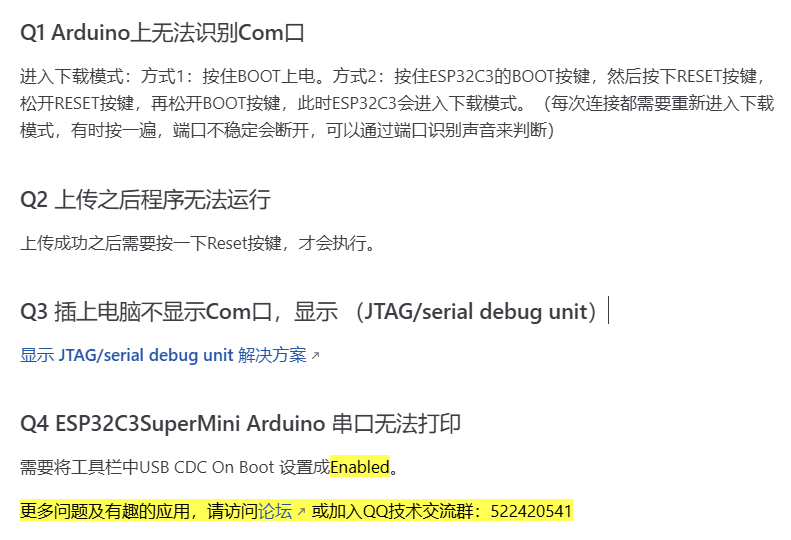 Q1 Arduino上无法识别Com口
进入下载模式：方式1：按住BOOT上电。方式2：按住ESP32C3的BOOT按键，然后按下RESET按键，
松开RESET按键，再松开BOOT按键，此时ESP32C3会进入下载模式。（每次连接都需要重新进入下载
模式，有时按一遍，端口不稳定会断开，可以通过端口识别声音来判断）
Q2 上传之后程序无法运行
上传成功之后需要按一下Reset按键，才会执行。
Q3 插上电脑不显示Com口，显示 （JTAG/serial debug unit）
显示 JTAG/serial debug unit 解决方案
Q4 ESP32C3SuperMini Arduino 串口无法打印
需要将工具栏中USB CDC On Boot 设置成Enabled。
更多问题及有趣的应用，请访问论坛 或加入QQ技术交流群：522420541